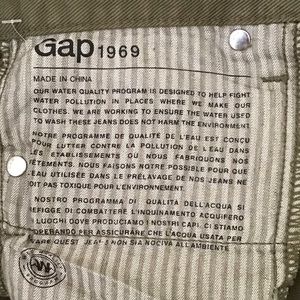 Gap 1969
MADE IN CHINA
OUR WATER QUALITY PROGRAM IS DESIGNED TO HELP FIGHT
WATER POLLUTION IN PLACES WHERE WE MAKE OUR
CLOTHES. WE ARE WORKING TO ENSURE THE WATER USED
TO WASH THESE JEANS DOES NOT HARM THE ENVIRONMENT
NOTRE PROGRAMME DE QUALITÉ DE L'EAU EST CONÇU
POUR LUTTER CONTRE LA POLLUTION DE L'EAU DANS
LES ÉTABLISSEMENTS OÙ NOUS FABRIQUONS NOS
VÊTEMENTS. NOUS FAISONS NOTRE POSSIBLE POUR QUE
L'EAU UTILISÉE DANS LE PRÉLAVAGE DE NOS JEANS NE
SOIT PAS TOXIQUE POUR L'ENVIRONNEMENT.
NOSTRO PROGRAMMA DI QUALITÀ DELL'ACQUA SI
PREFIGGE DI COMBATTERE L'INQUINAMENTO ACQUIFERO
LUOGHI DOVE PRODUCIAMO I NOSTRI CAPI. CI STIAMO
OPERANDO PER ASSICURARE CHE L'ACQUA USATA PER
QUESTI JEANS NON SIA NOCIVA ALL'AMBIENTE